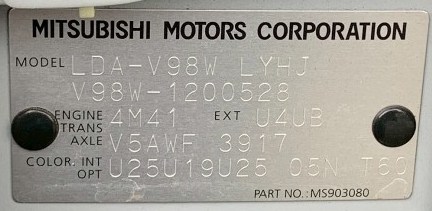 MITSUBISHI MOTORS CORPORATION
MODEL LDA-V98W LYHJ
V98W-1200528
ENGINE 4M41 EXT U4UB
TRANS
AXLE V5AWF 3917
COLOR. INT U25U19U25 05N T60
OPT
PART NO.: MS903080